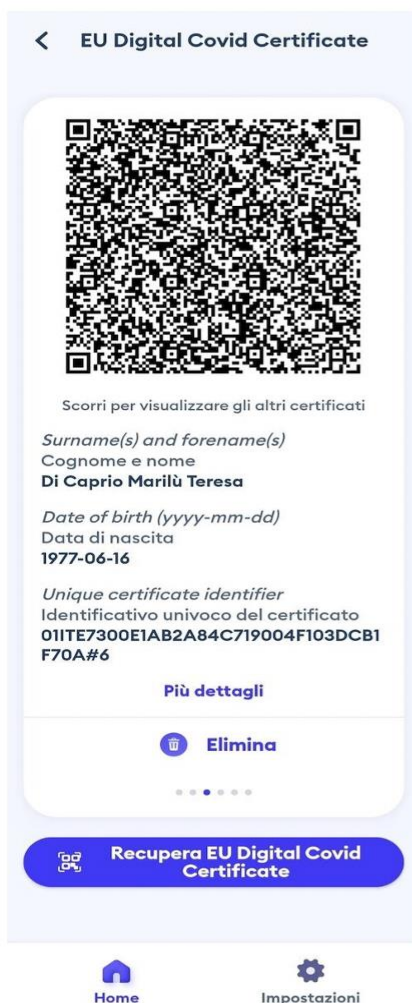 EU Digital Covid Certificate
Scorri per visualizzare gli altri certificati
Surname(s) and forename(s)
Cognome e nome
Di Caprio Marilù Teresa
Date of birth (yyyy-mm-dd)
Data di nascita
1977-06-16
Unique certificate identifier
Identificativo univoco del certificato
01ITE7300E1AB2A84C719004F103DCB1
F70A#6
Più dettagli
Elimina
Recupera EU Digital Covid
Certificate
Home
Impostazioni